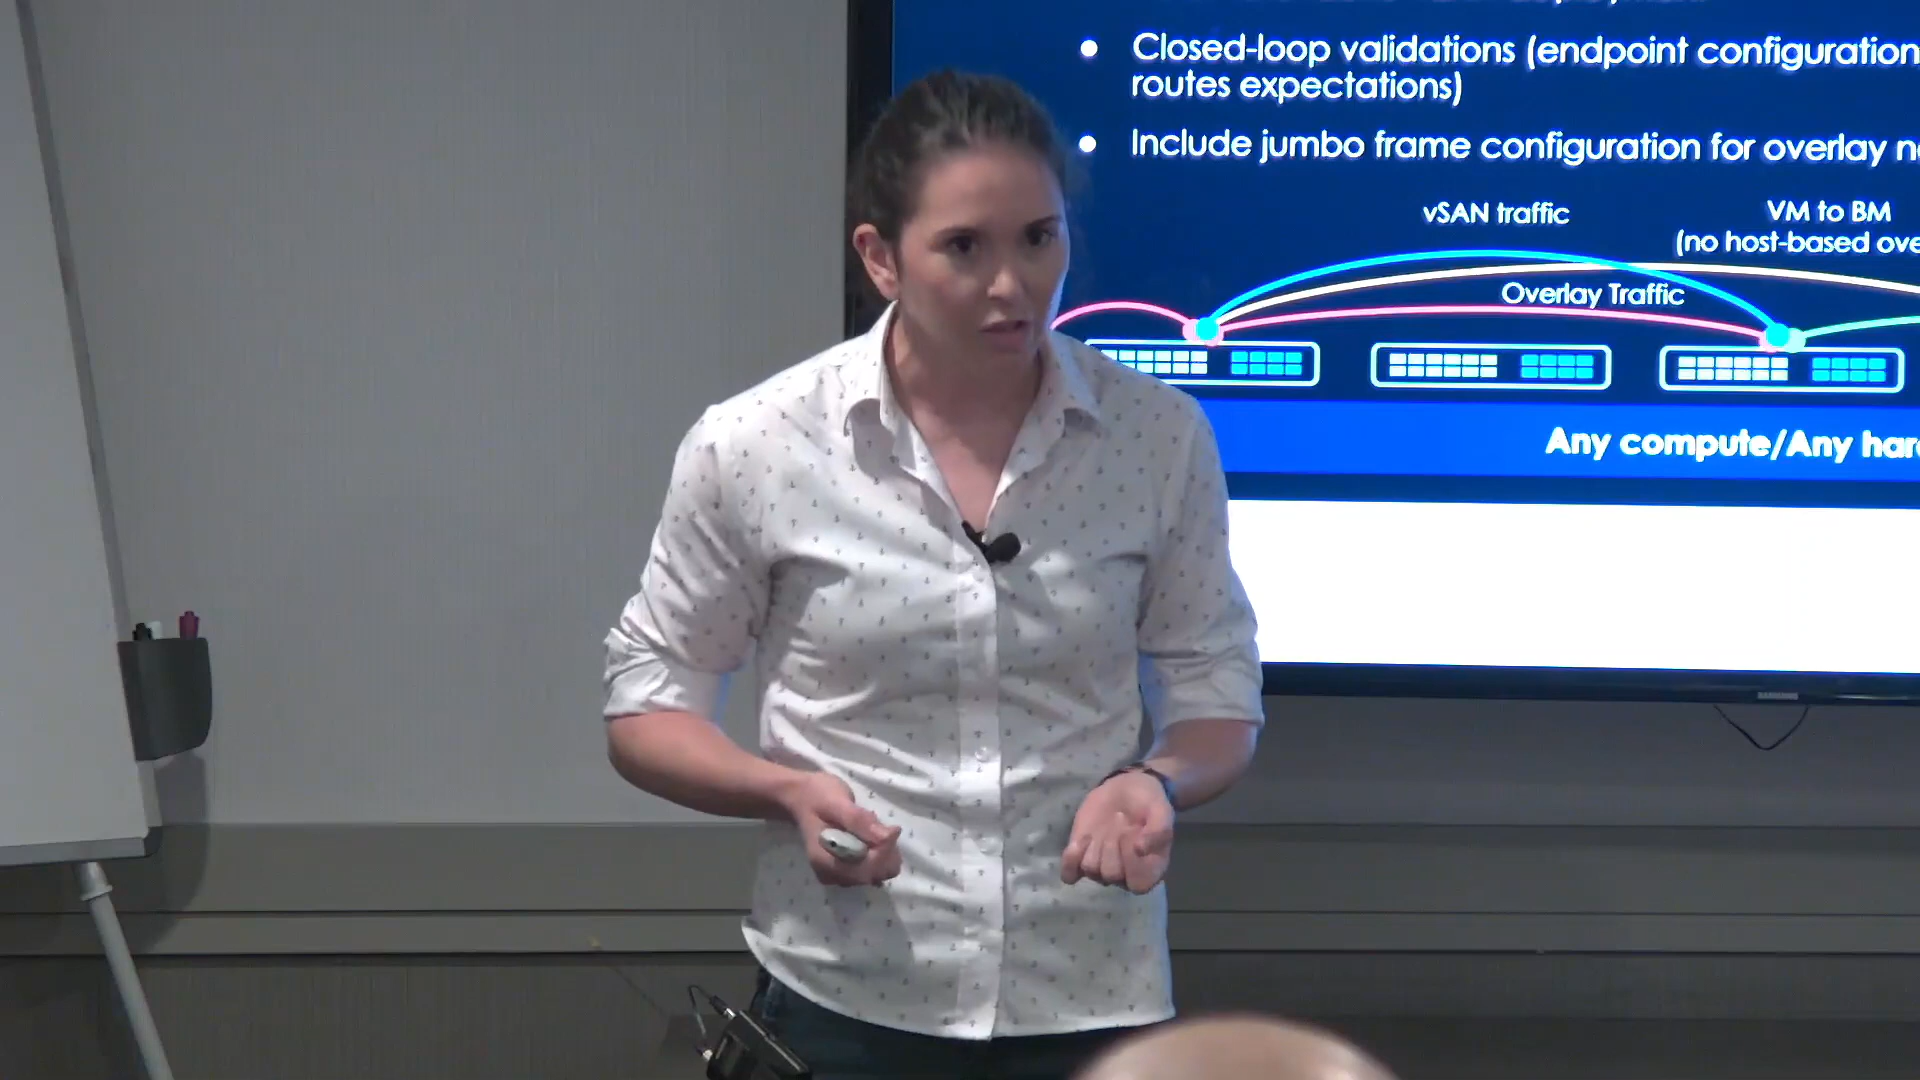 Closed-loop validations (endpoint configuration
routes expectations)
Include jumbo frame configuration for overlay
vSAN traffic
VM to BM
(no host-based
Overlay Traffic
Any compute/Any
SAMSUNG